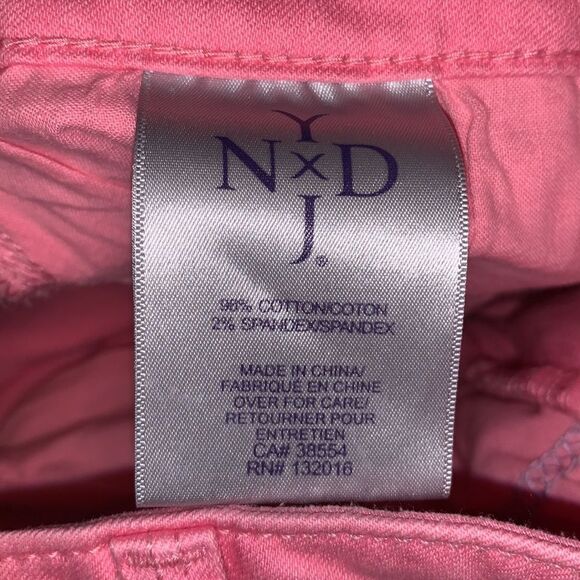 Y
N x D
J®
98% COTTON/COTON
2% SPANDEX/SPANDEX
MADE IN CHINA/
FABRIQUÉ EN CHINE
OVER FOR CARE/
RETOURNER POUR
ENTRETIEN
CA# 38554
RN# 132016